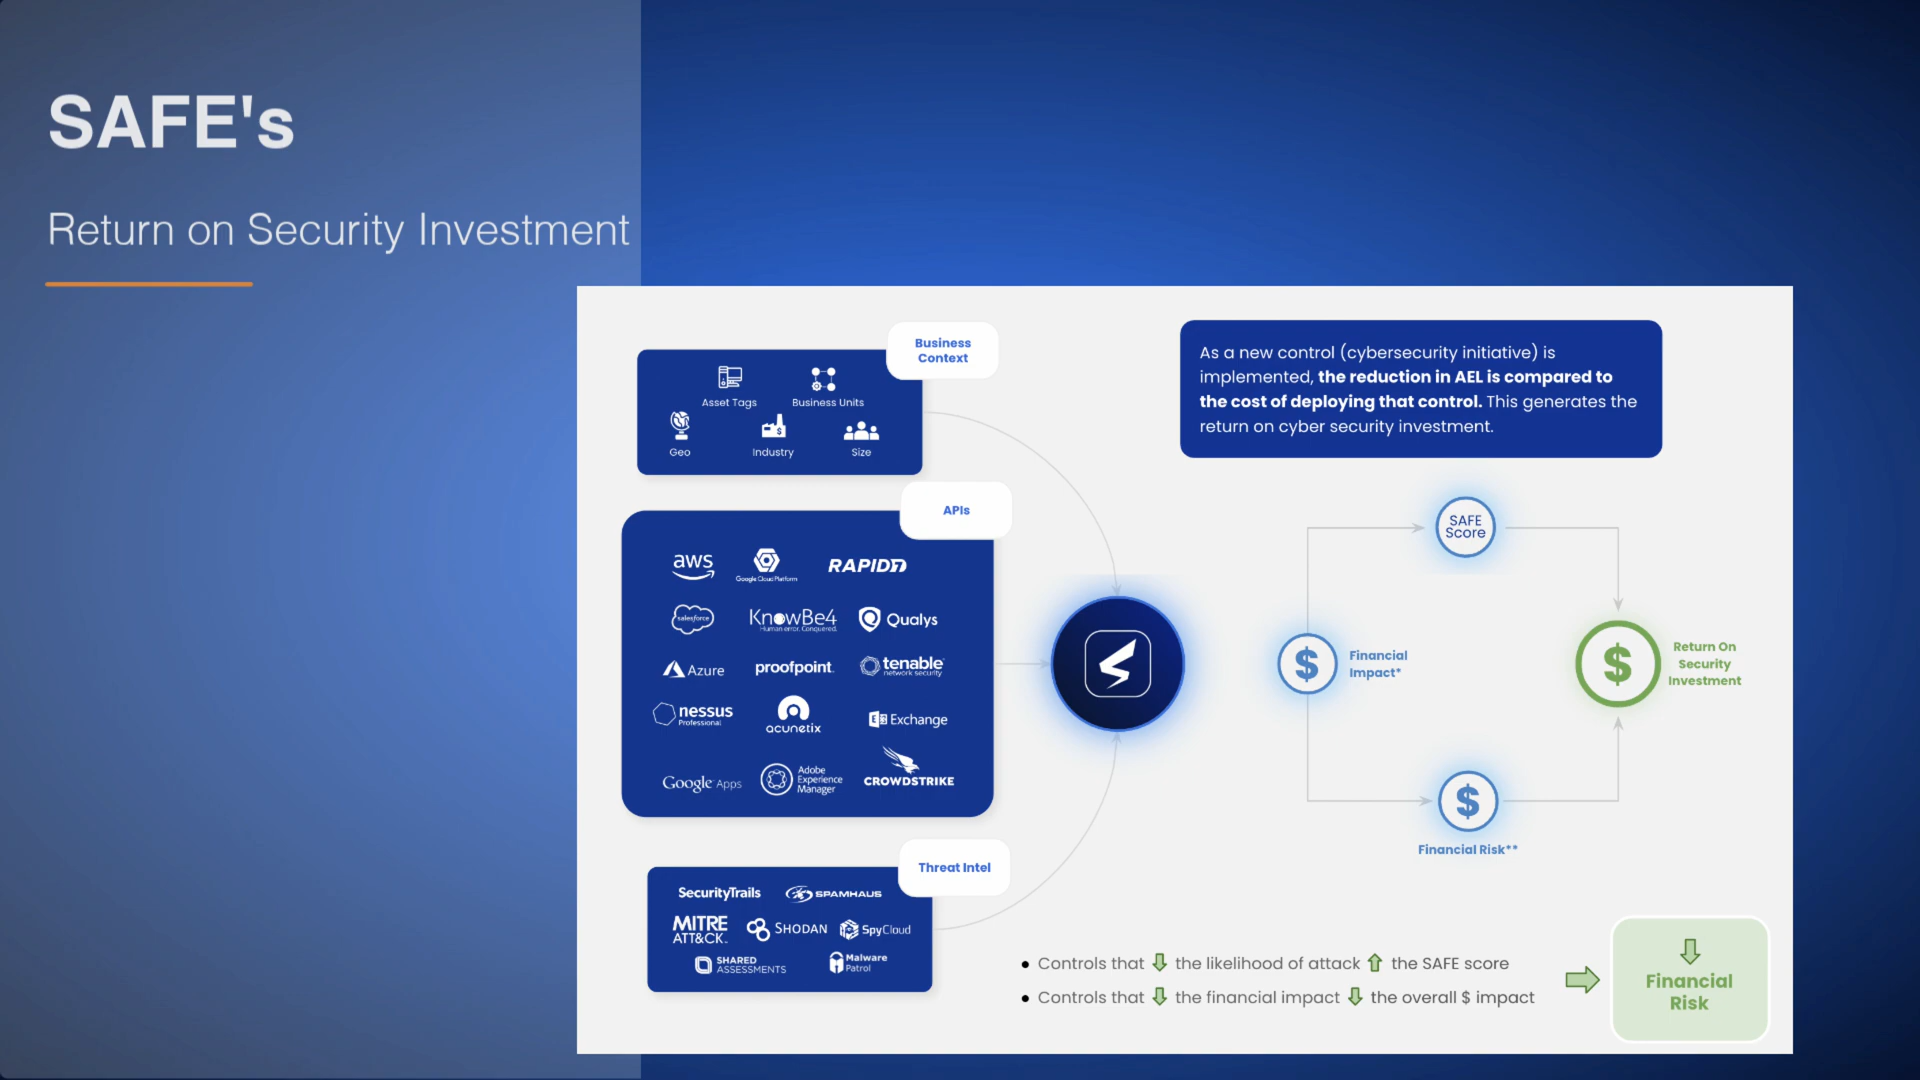 SAFE's
Return on Security Investment
Business
Context
Asset Tags
Business Units
Geo
Industry
Size
APIs
aws
Google Cloud Platform
RAPID7
salesforce
KnowBe4
Human error. Conquered.
Qualys
Azure
proofpoint.
tenable
network security
nessus
Professional
acunetix
Exchange
Google Apps
Adobe
Experience
Manager
CROWDSTRIKE
Threat Intel
SecurityTrails
SPAMHAUS
MITRE
ATT&CK
SHODAN
SpyCloud
SHARED
ASSESSMENTS
Malware
Patrol
As a new control (cybersecurity initiative) is
implemented, the reduction in AEL is compared to
the cost of deploying that control. This generates the
return on cyber security investment.
SAFE
Score
$
Financial
Impact*
$
Return On
Security
Investment
$
Financial Risk**
• Controls that ⇩ the likelihood of attack ⇧ the SAFE score
• Controls that ⇩ the financial impact ⇩ the overall $ impact
Financial
Risk